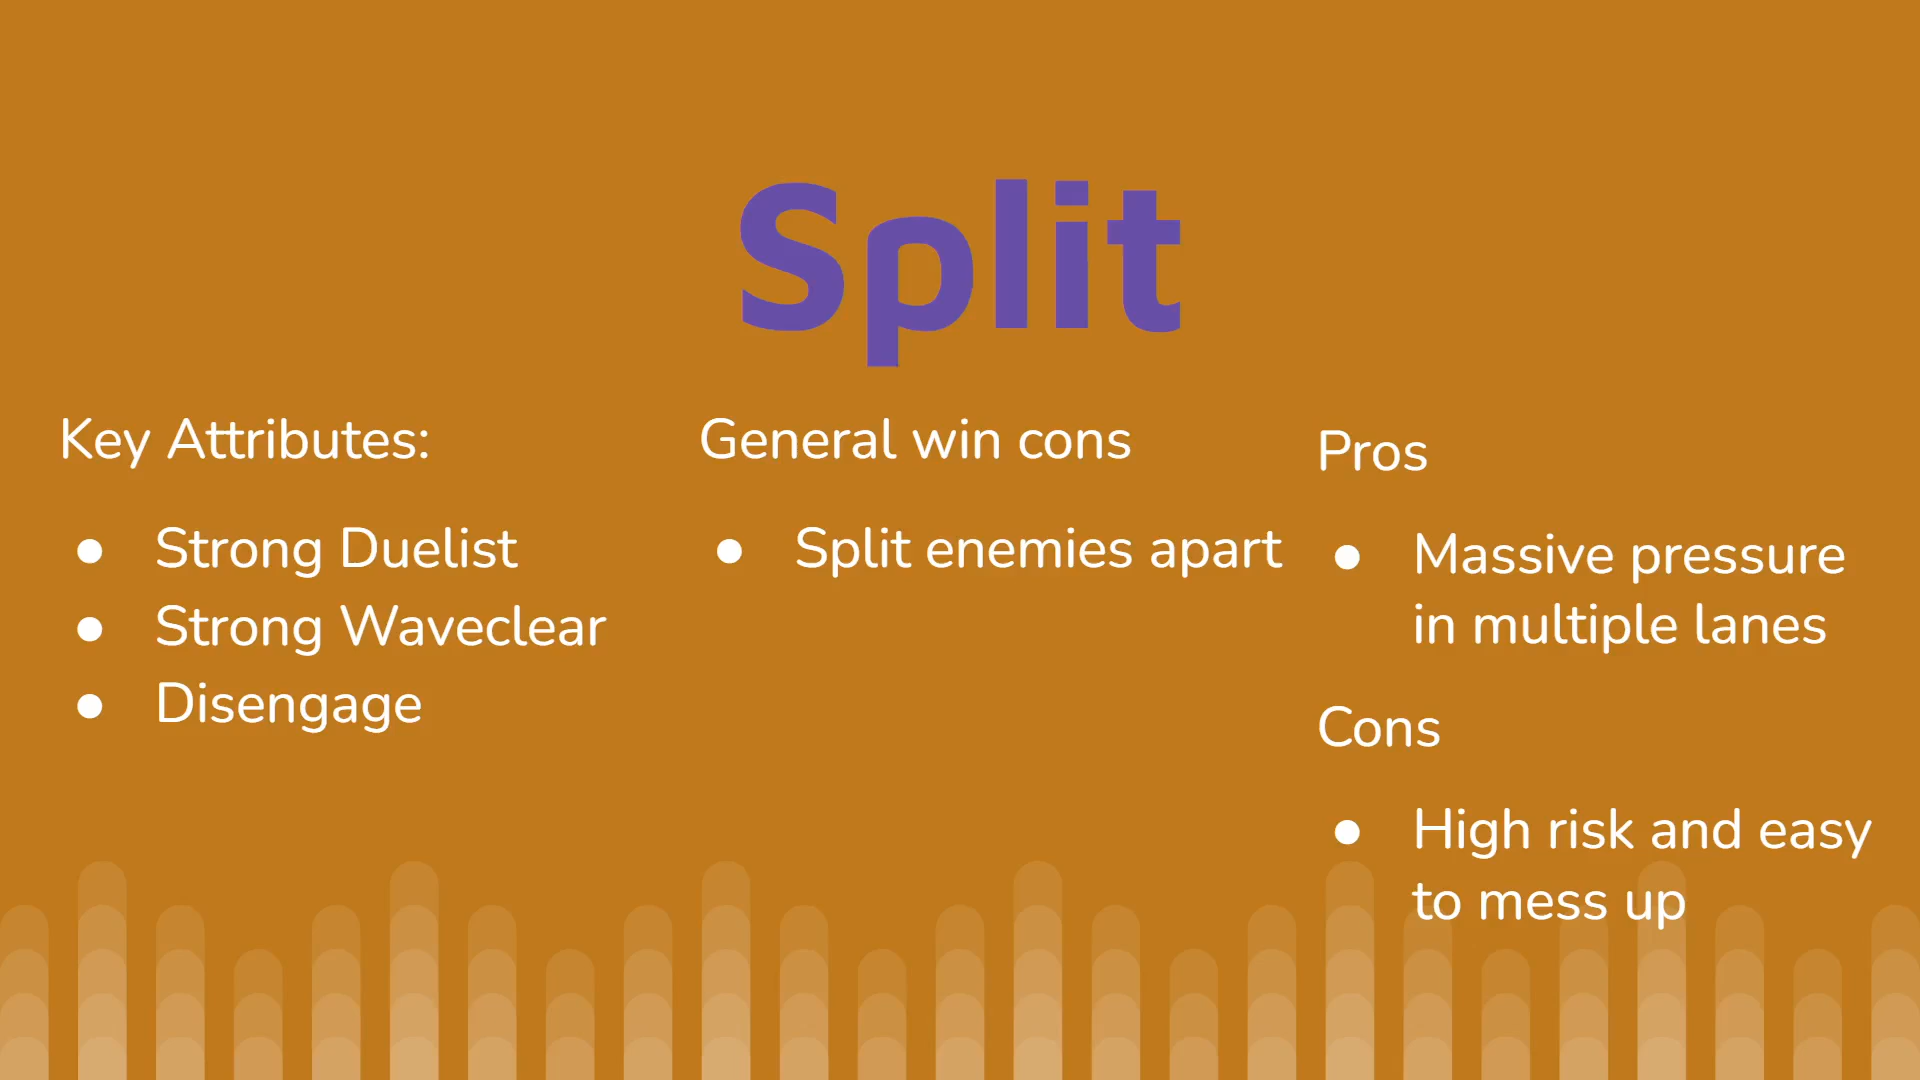 Split
Key Attributes:
● Strong Duelist
● Strong Waveclear
● Disengage
General win cons
● Split enemies apart
Pros
● Massive pressure
in multiple lanes
Cons
● High risk and easy
to mess up